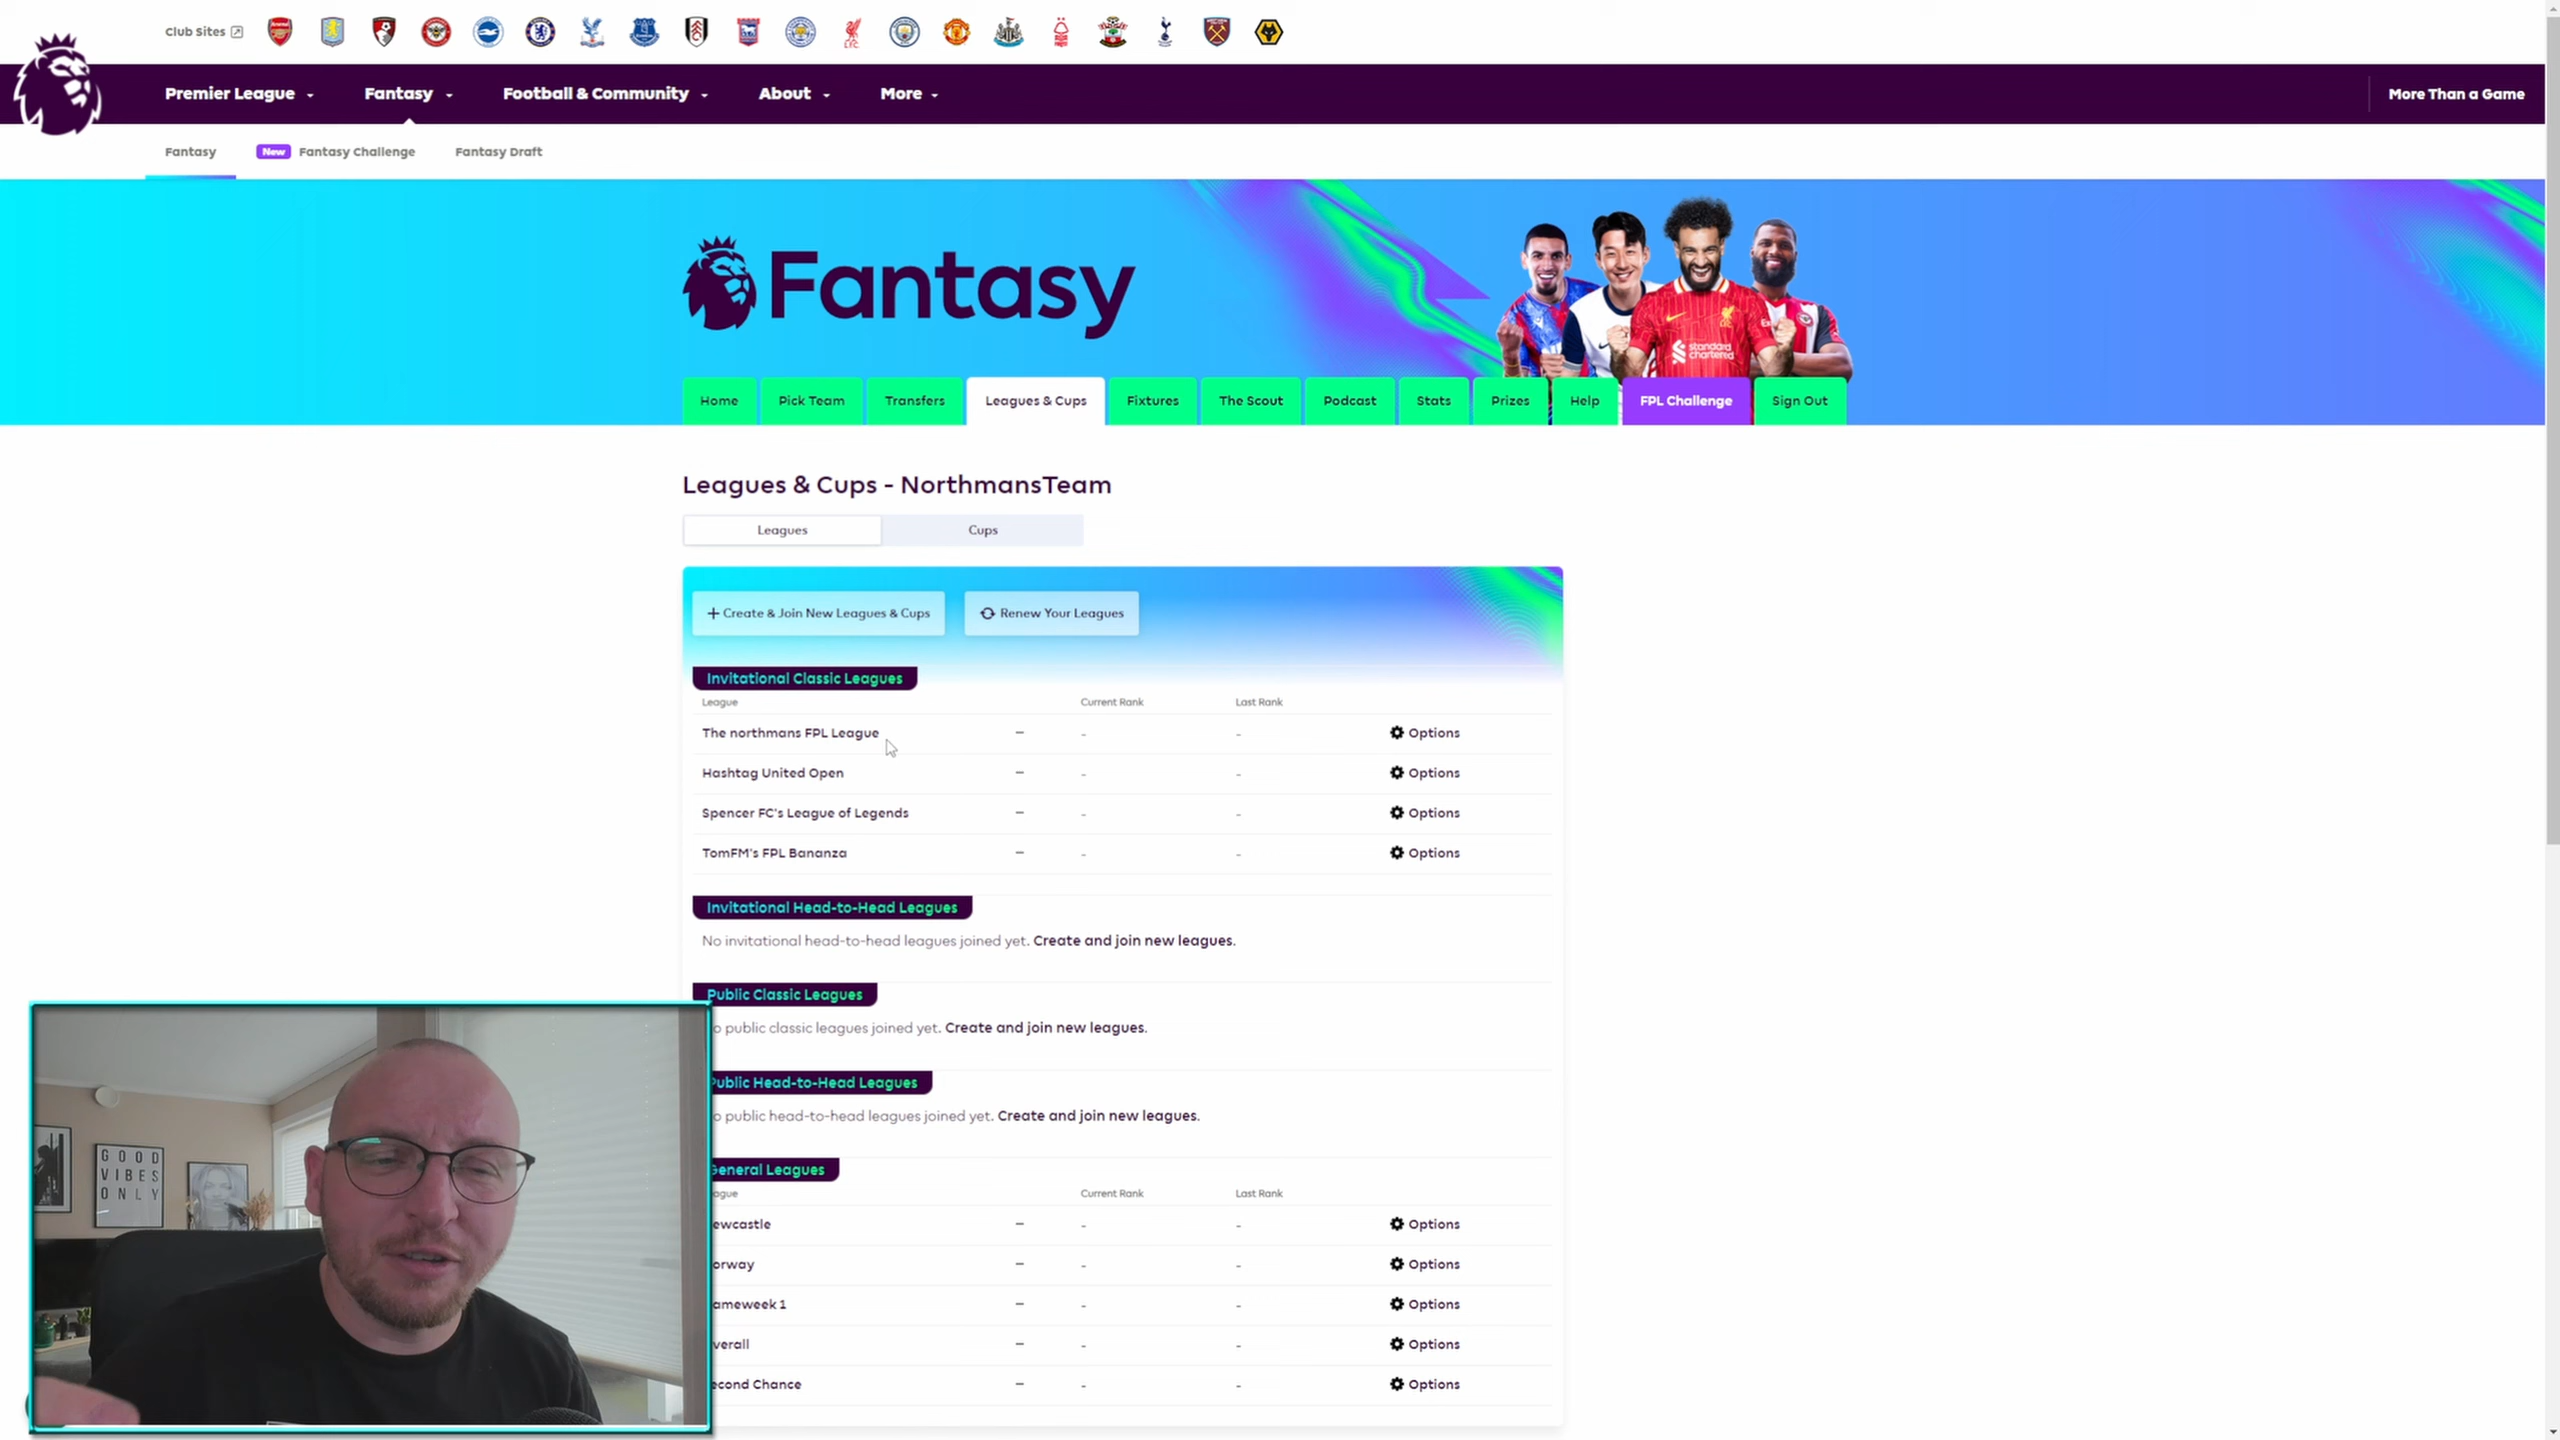 Club Sites
Premier League
Fantasy
Football & Community
About
More
More Than a Game
Fantasy
New
Fantasy Challenge
Fantasy Draft
Fantasy
standard
chartered
Home
Pick Team
Transfers
Leagues & Cups
Fixtures
The Scout
Podcast
Stats
Prizes
Help
FPL Challenge
Sign Out
Leagues & Cups - NorthmansTeam
Leagues
Cups
+ Create & Join New Leagues & Cups
Renew Your Leagues
Invitational Classic Leagues
League Current Rank Last Rank
The northmans FPL League - - Options
Hashtag United Open - - Options
Spencer FC's League of Legends - - Options
TomFM's FPL Bananza - - Options
Invitational Head-to-Head Leagues
No invitational head-to-head leagues joined yet. Create and join new leagues.
Public Classic Leagues
o public classic leagues joined yet. Create and join new leagues.
Public Head-to-Head Leagues
o public head-to-head leagues joined yet. Create and join new leagues.
General Leagues
ague Current Rank Last Rank
ewcastle - - Options
orway - - Options
ameweek 1 - - Options
verall - - Options
econd Chance - - Options
GOOD
VIBES
ONLY